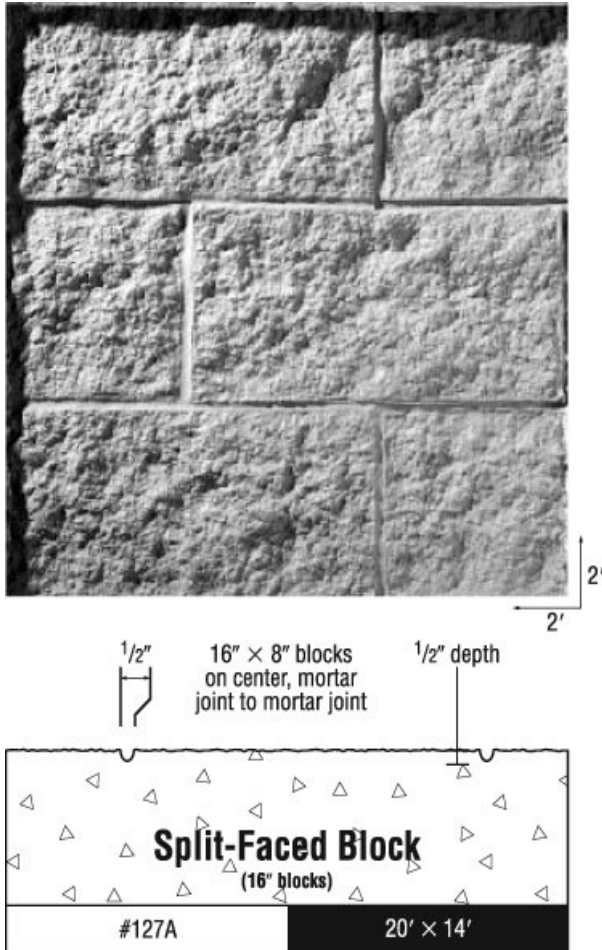 2′
2′
1/2″
16″ × 8″ blocks
on center, mortar
joint to mortar joint
1/2″ depth
Split-Faced Block
(16″ blocks)
#127A
20′ × 14′